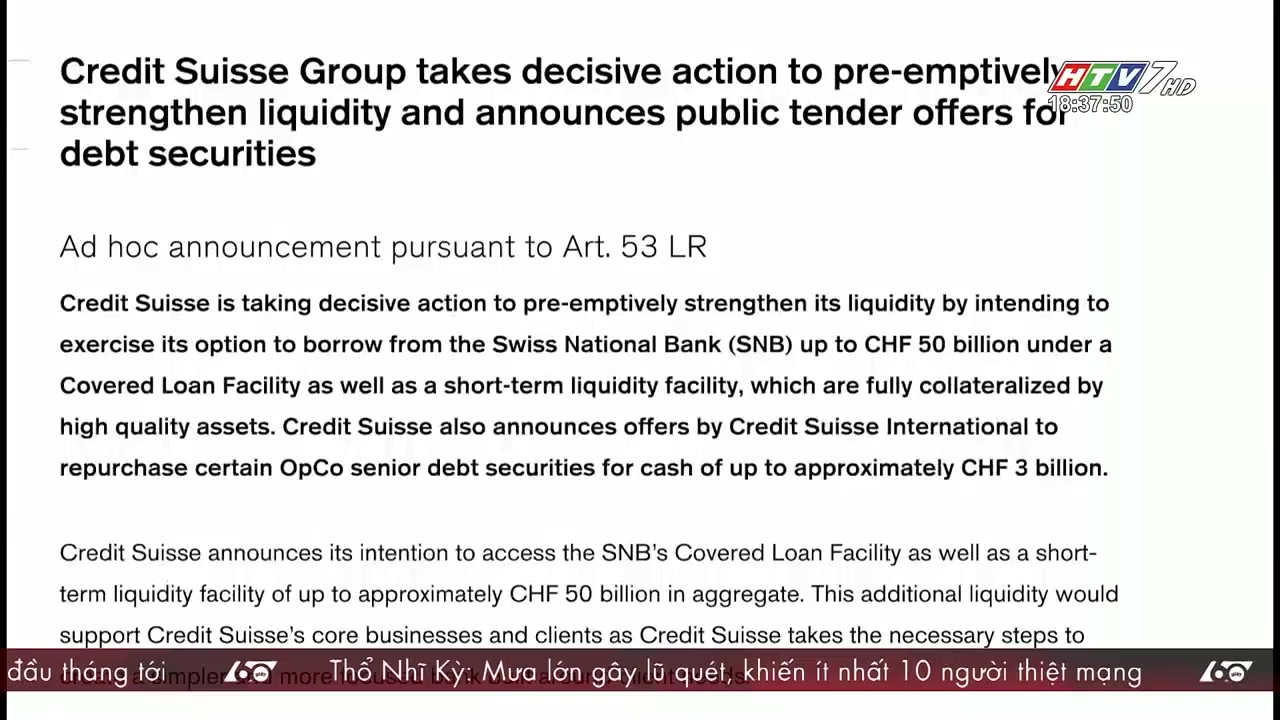 Credit Suisse Group takes decisive action to pre-emptively
strengthen liquidity and announces public tender offers for
debt securities
HTV7 HD
18:37:50
Ad hoc announcement pursuant to Art. 53 LR
Credit Suisse is taking decisive action to pre-emptively strengthen its liquidity by intending to
exercise its option to borrow from the Swiss National Bank (SNB) up to CHF 50 billion under a
Covered Loan Facility as well as a short-term liquidity facility, which are fully collateralized by
high quality assets. Credit Suisse also announces offers by Credit Suisse International to
repurchase certain OpCo senior debt securities for cash of up to approximately CHF 3 billion.
Credit Suisse announces its intention to access the SNB's Covered Loan Facility as well as a short-
term liquidity facility of up to approximately CHF 50 billion in aggregate. This additional liquidity would
support Credit Suisse's core businesses and clients as Credit Suisse takes the necessary steps to
đầu tháng tới 60 giây Thổ Nhĩ Kỳ: Mưa lớn gây lũ quét, khiến ít nhất 10 người thiệt mạng 60 giây